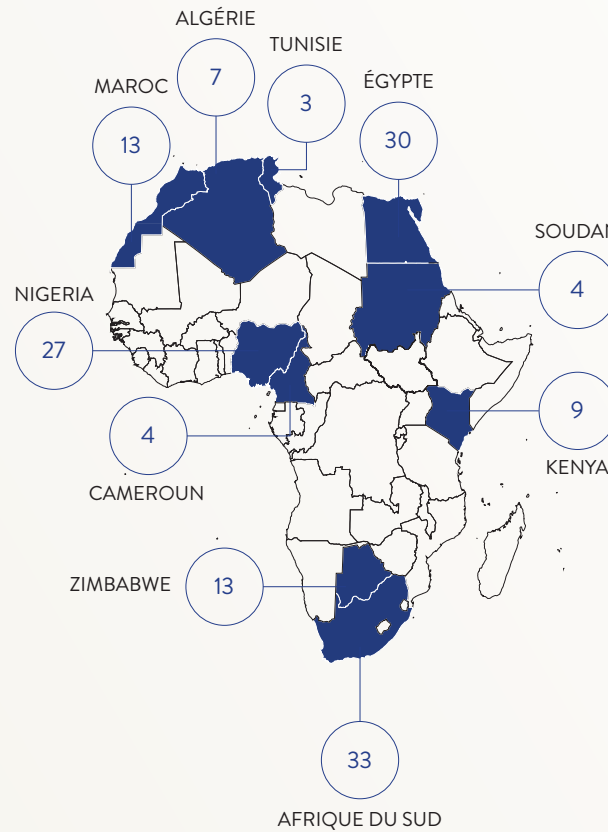 ALGÉRIE
7
TUNISIE
3
MAROC
13
ÉGYPTE
30
SOUDAN
4
NIGERIA
27
4
CAMEROUN
9
KENYA
ZIMBABWE
13
33
AFRIQUE DU SUD